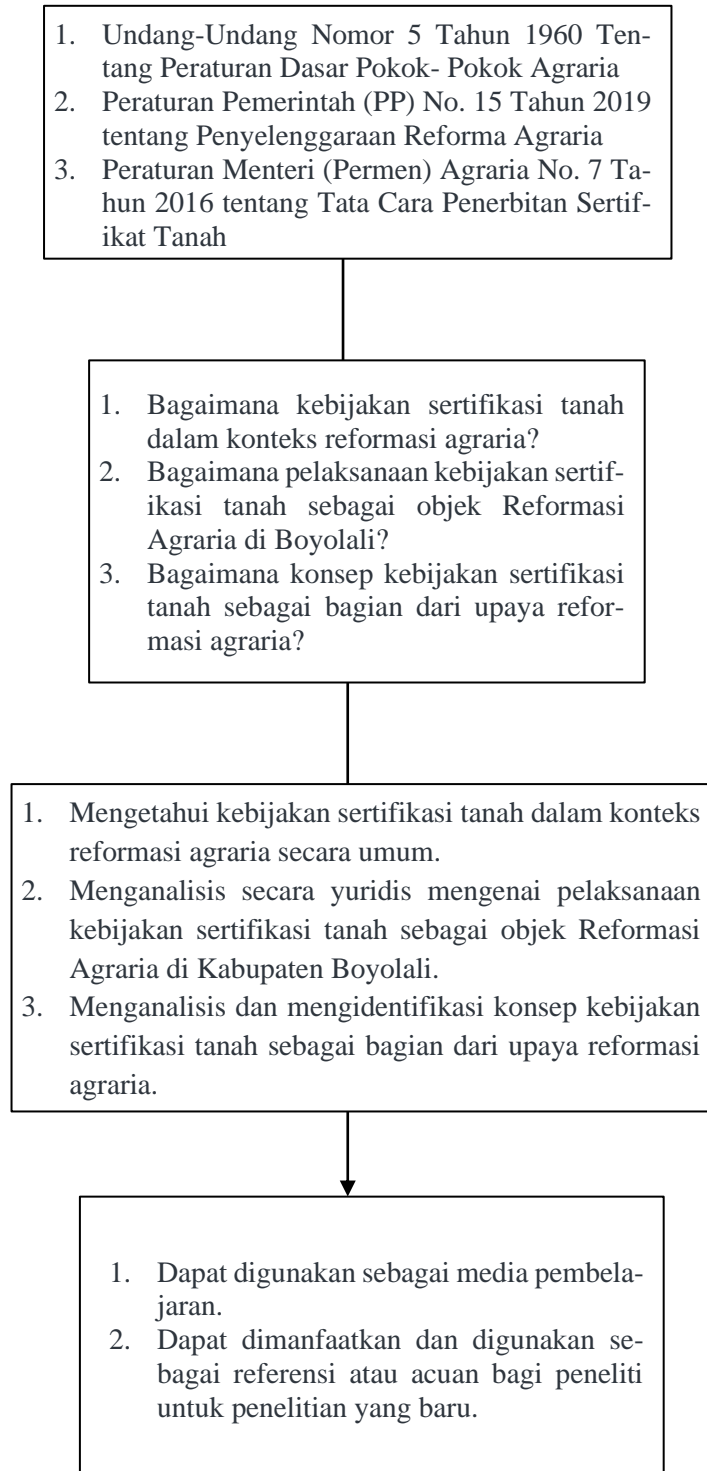 1. Undang-Undang Nomor 5 Tahun 1960 Ten-
tang Peraturan Dasar Pokok- Pokok Agraria
2. Peraturan Pemerintah (PP) No. 15 Tahun 2019
tentang Penyelenggaraan Reforma Agraria
3. Peraturan Menteri (Permen) Agraria No. 7 Ta-
hun 2016 tentang Tata Cara Penerbitan Sertif-
ikat Tanah
1. Bagaimana kebijakan sertifikasi tanah
dalam konteks reformasi agraria?
2. Bagaimana pelaksanaan kebijakan sertif-
ikasi tanah sebagai objek Reformasi
Agraria di Boyolali?
3. Bagaimana konsep kebijakan sertifikasi
tanah sebagai bagian dari upaya refor-
masi agraria?
1. Mengetahui kebijakan sertifikasi tanah dalam konteks
reformasi agraria secara umum.
2. Menganalisis secara yuridis mengenai pelaksanaan
kebijakan sertifikasi tanah sebagai objek Reformasi
Agraria di Kabupaten Boyolali.
3. Menganalisis dan mengidentifikasi konsep kebijakan
sertifikasi tanah sebagai bagian dari upaya reformasi
agraria.
1. Dapat digunakan sebagai media pembela-
jaran.
2. Dapat dimanfaatkan dan digunakan se-
bagai referensi atau acuan bagi peneliti
untuk penelitian yang baru.